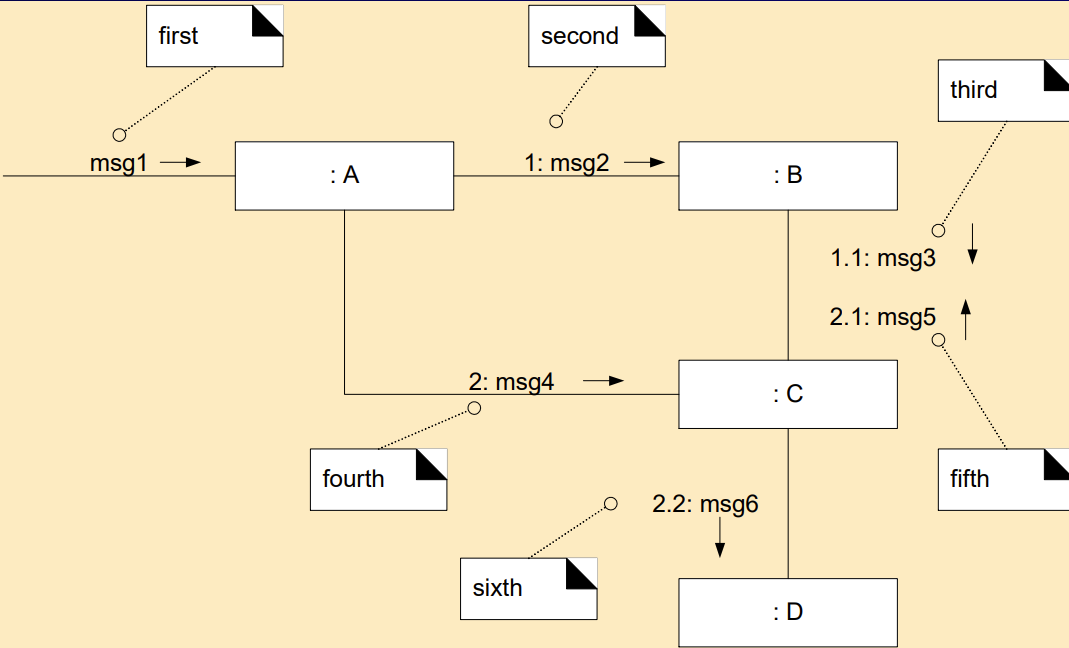 first
second
third
msg1
1: msg2
: A
: B
1.1: msg3
2.1: msg5
2: msg4
: C
fourth
fifth
2.2: msg6
sixth
: D